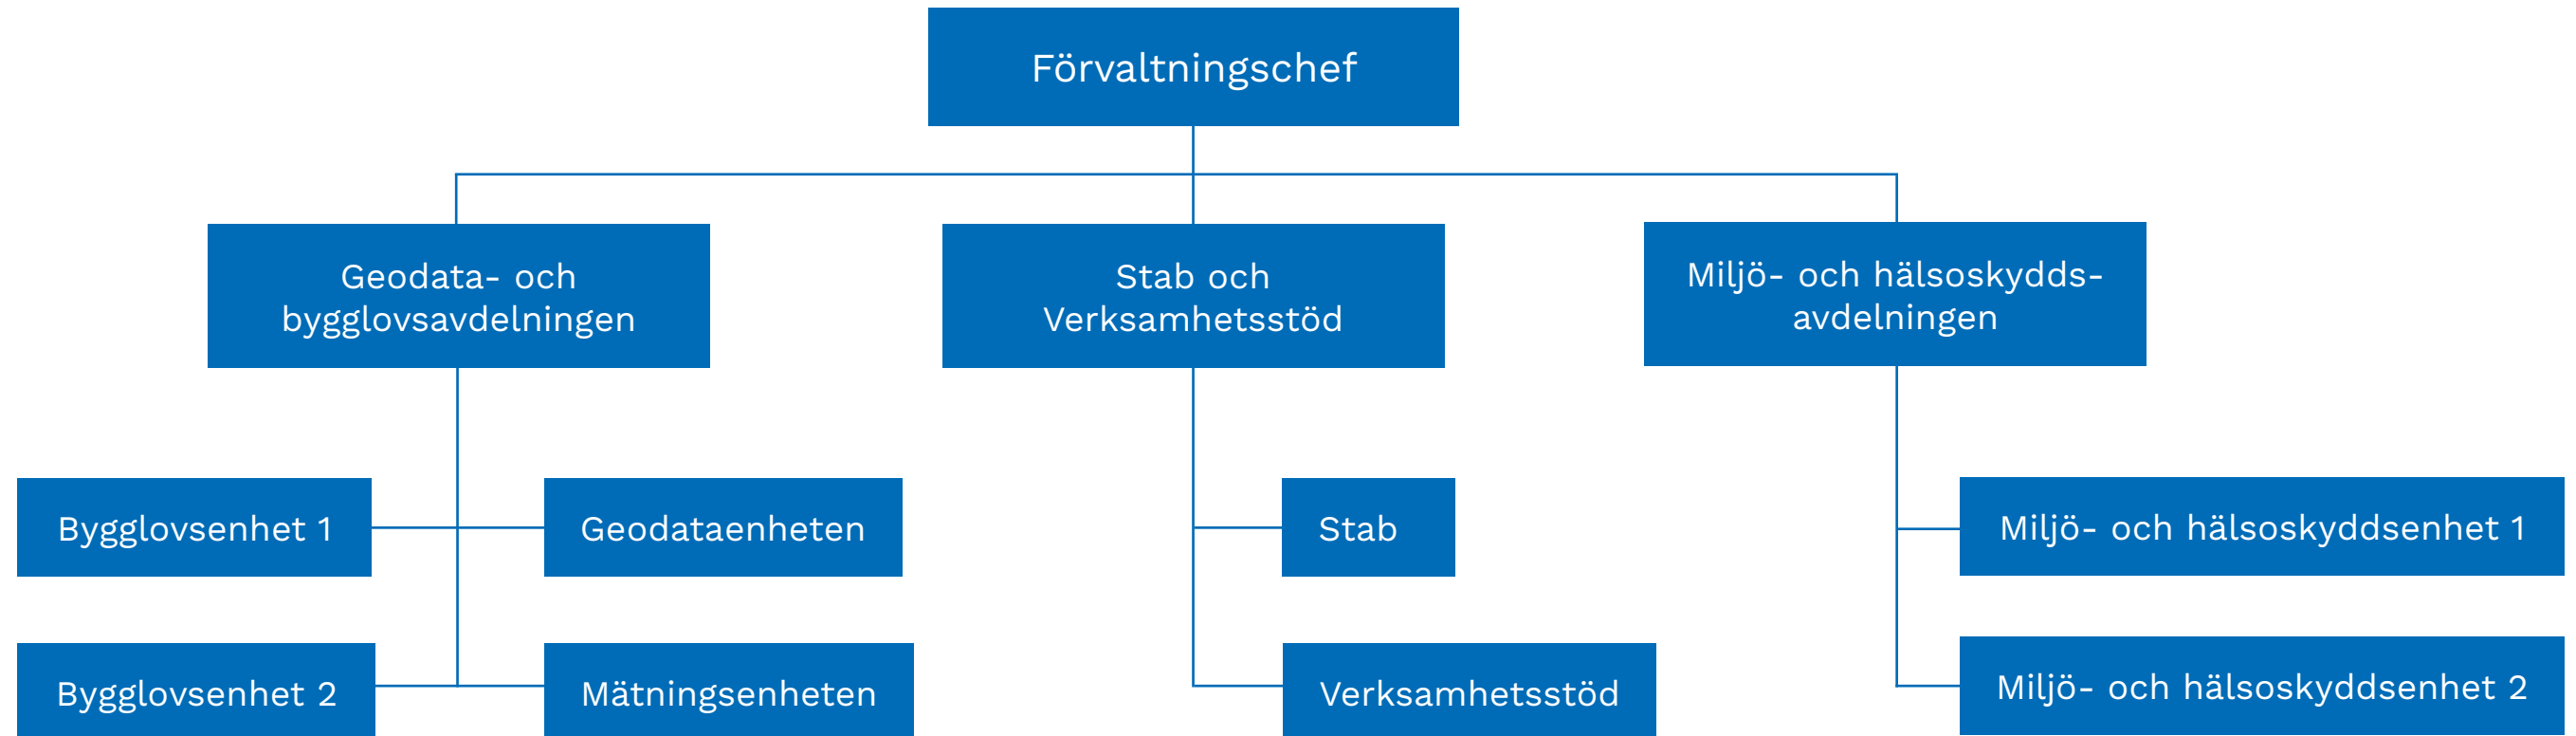 Förvaltningschef
Geodata- och
bygglovsavdelningen
Stab och
Verksamhetsstöd
Miljö- och hälsoskydds-
avdelningen
Bygglovsenhet 1
Geodataenheten
Stab
Miljö- och hälsoskyddsenhet 1
Bygglovsenhet 2
Mätningsenheten
Verksamhetsstöd
Miljö- och hälsoskyddsenhet 2